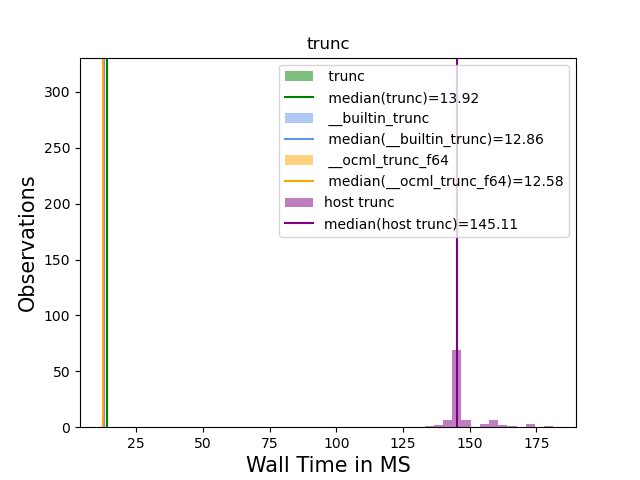 trunc
trunc
median(trunc)=13.92
__builtin_trunc
median(__builtin_trunc)=12.86
__ocml_trunc_f64
median(__ocml_trunc_f64)=12.58
host trunc
median(host trunc)=145.11
Observations
300
250
200
150
100
50
0
25 50 75 100 125 150 175
Wall Time in MS